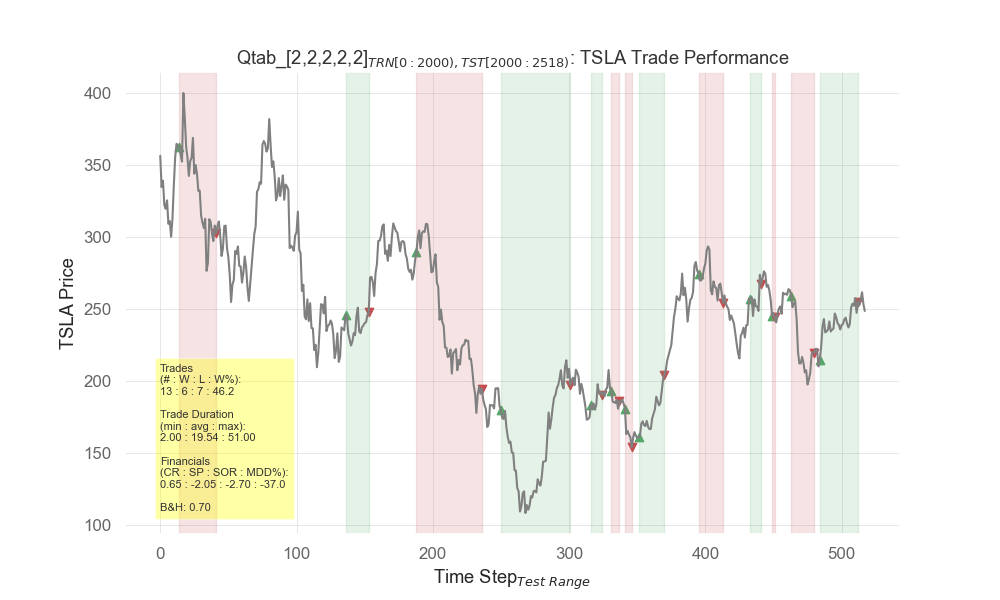 Qtab_[2,2,2,2,2]TRN[0 : 2000), TST[2000 : 2518): TSLA Trade Performance
TSLA Price
400
350
300
250
200
150
100
Trades
(# : W : L : W%):
13 : 6 : 7 : 46.2
Trade Duration
(min : avg : max):
2.00 : 19.54 : 51.00
Financials
(CR : SP : SOR : MDD%):
0.65 : -2.05 : -2.70 : -37.0
B&H: 0.70
0 100 200 300 400 500
Time StepTest Range